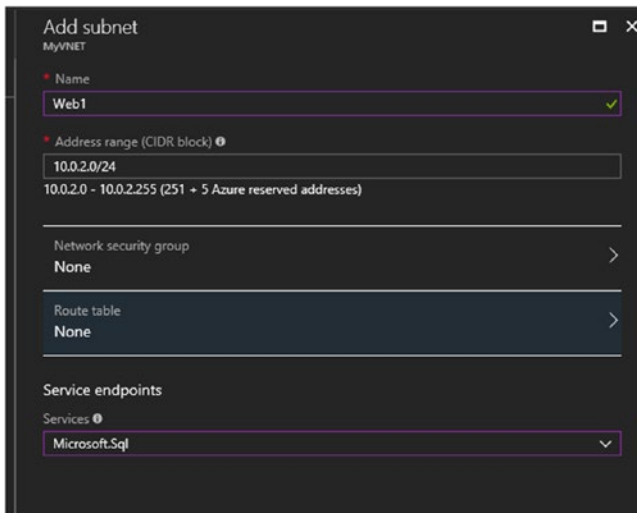 Add subnet
MyVNET
* Name
Web1
* Address range (CIDR block)
10.0.2.0/24
10.0.2.0 - 10.0.2.255 (251 + 5 Azure reserved addresses)
Network security group
None
Route table
None
Service endpoints
Services
Microsoft.Sql